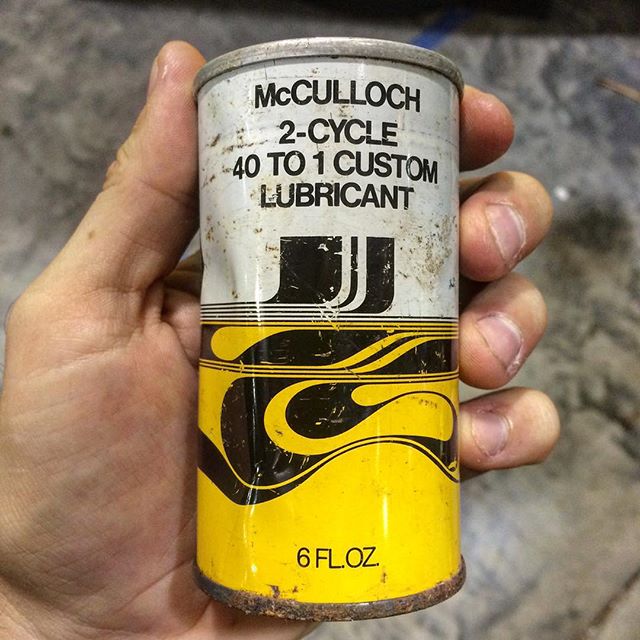 McCULLOCH
2-CYCLE
40 TO 1 CUSTOM
LUBRICANT
6 FL.OZ.